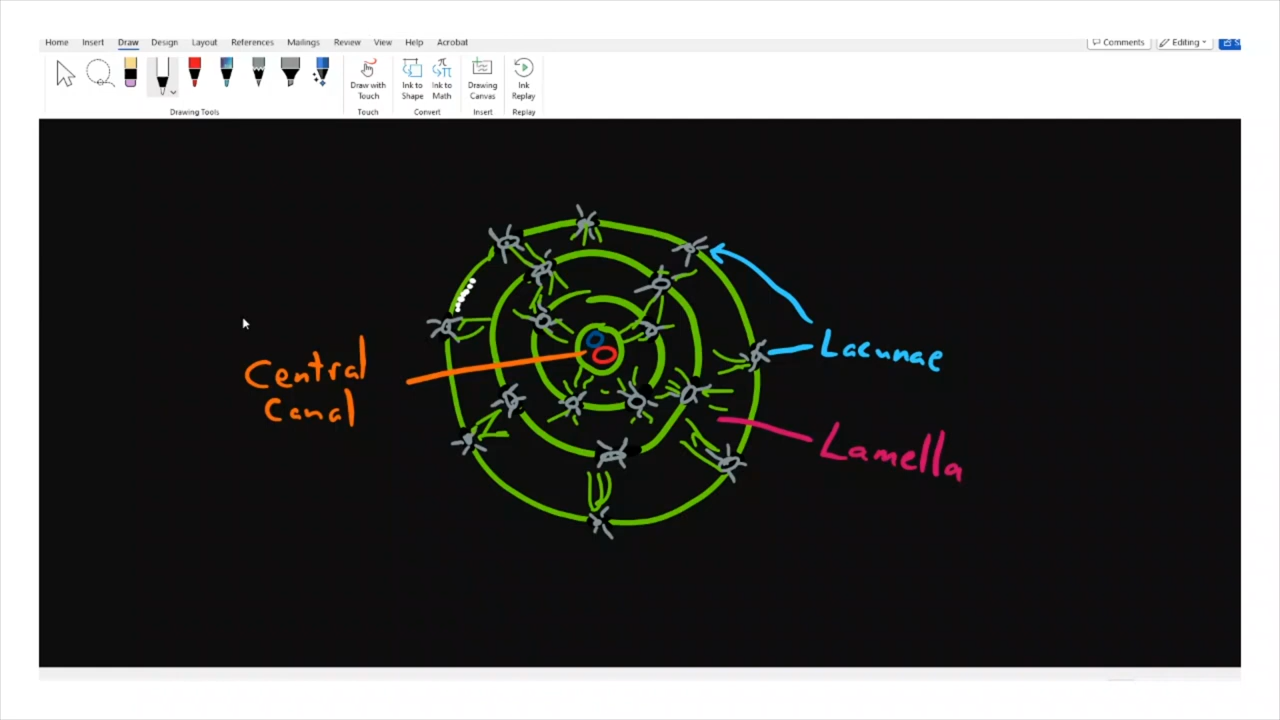 Home Insert Draw Design Layout References Mailings Review View Help Acrobat
Comments Editing
Draw with
Touch
Ink to
Shape
Ink to
Math
Drawing
Canvas
Ink
Replay
Drawing Tools Touch Convert Insert Replay
Central
Canal
Lacunae
Lamella